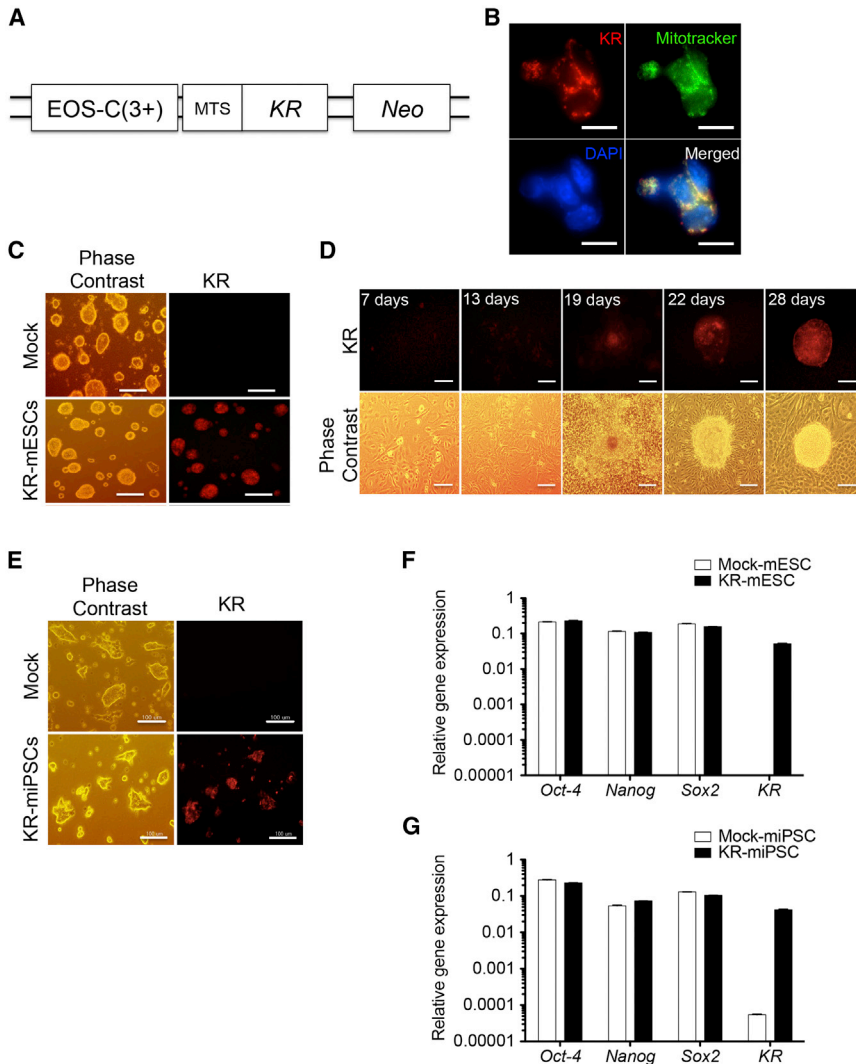 A
EOS-C(3+)
MTS
KR
Neo
B
KR
Mitotracker
DAPI
Merged
C
Phase
Contrast
KR
Mock
KR-mESCs
D
7 days
13 days
19 days
22 days
28 days
KR
Phase
Contrast
E
Phase
Contrast
KR
Mock
100 um
100 um
KR-miPSCs
100 um
100 um
F
Mock-mESC
KR-mESC
Relative gene expression
1
0.1
0.01
0.001
0.0001
0.00001
Oct-4
Nanog
Sox2
KR
G
Mock-miPSC
KR-miPSC
Relative gene expression
1
0.1
0.01
0.001
0.0001
0.00001
Oct-4
Nanog
Sox2
KR